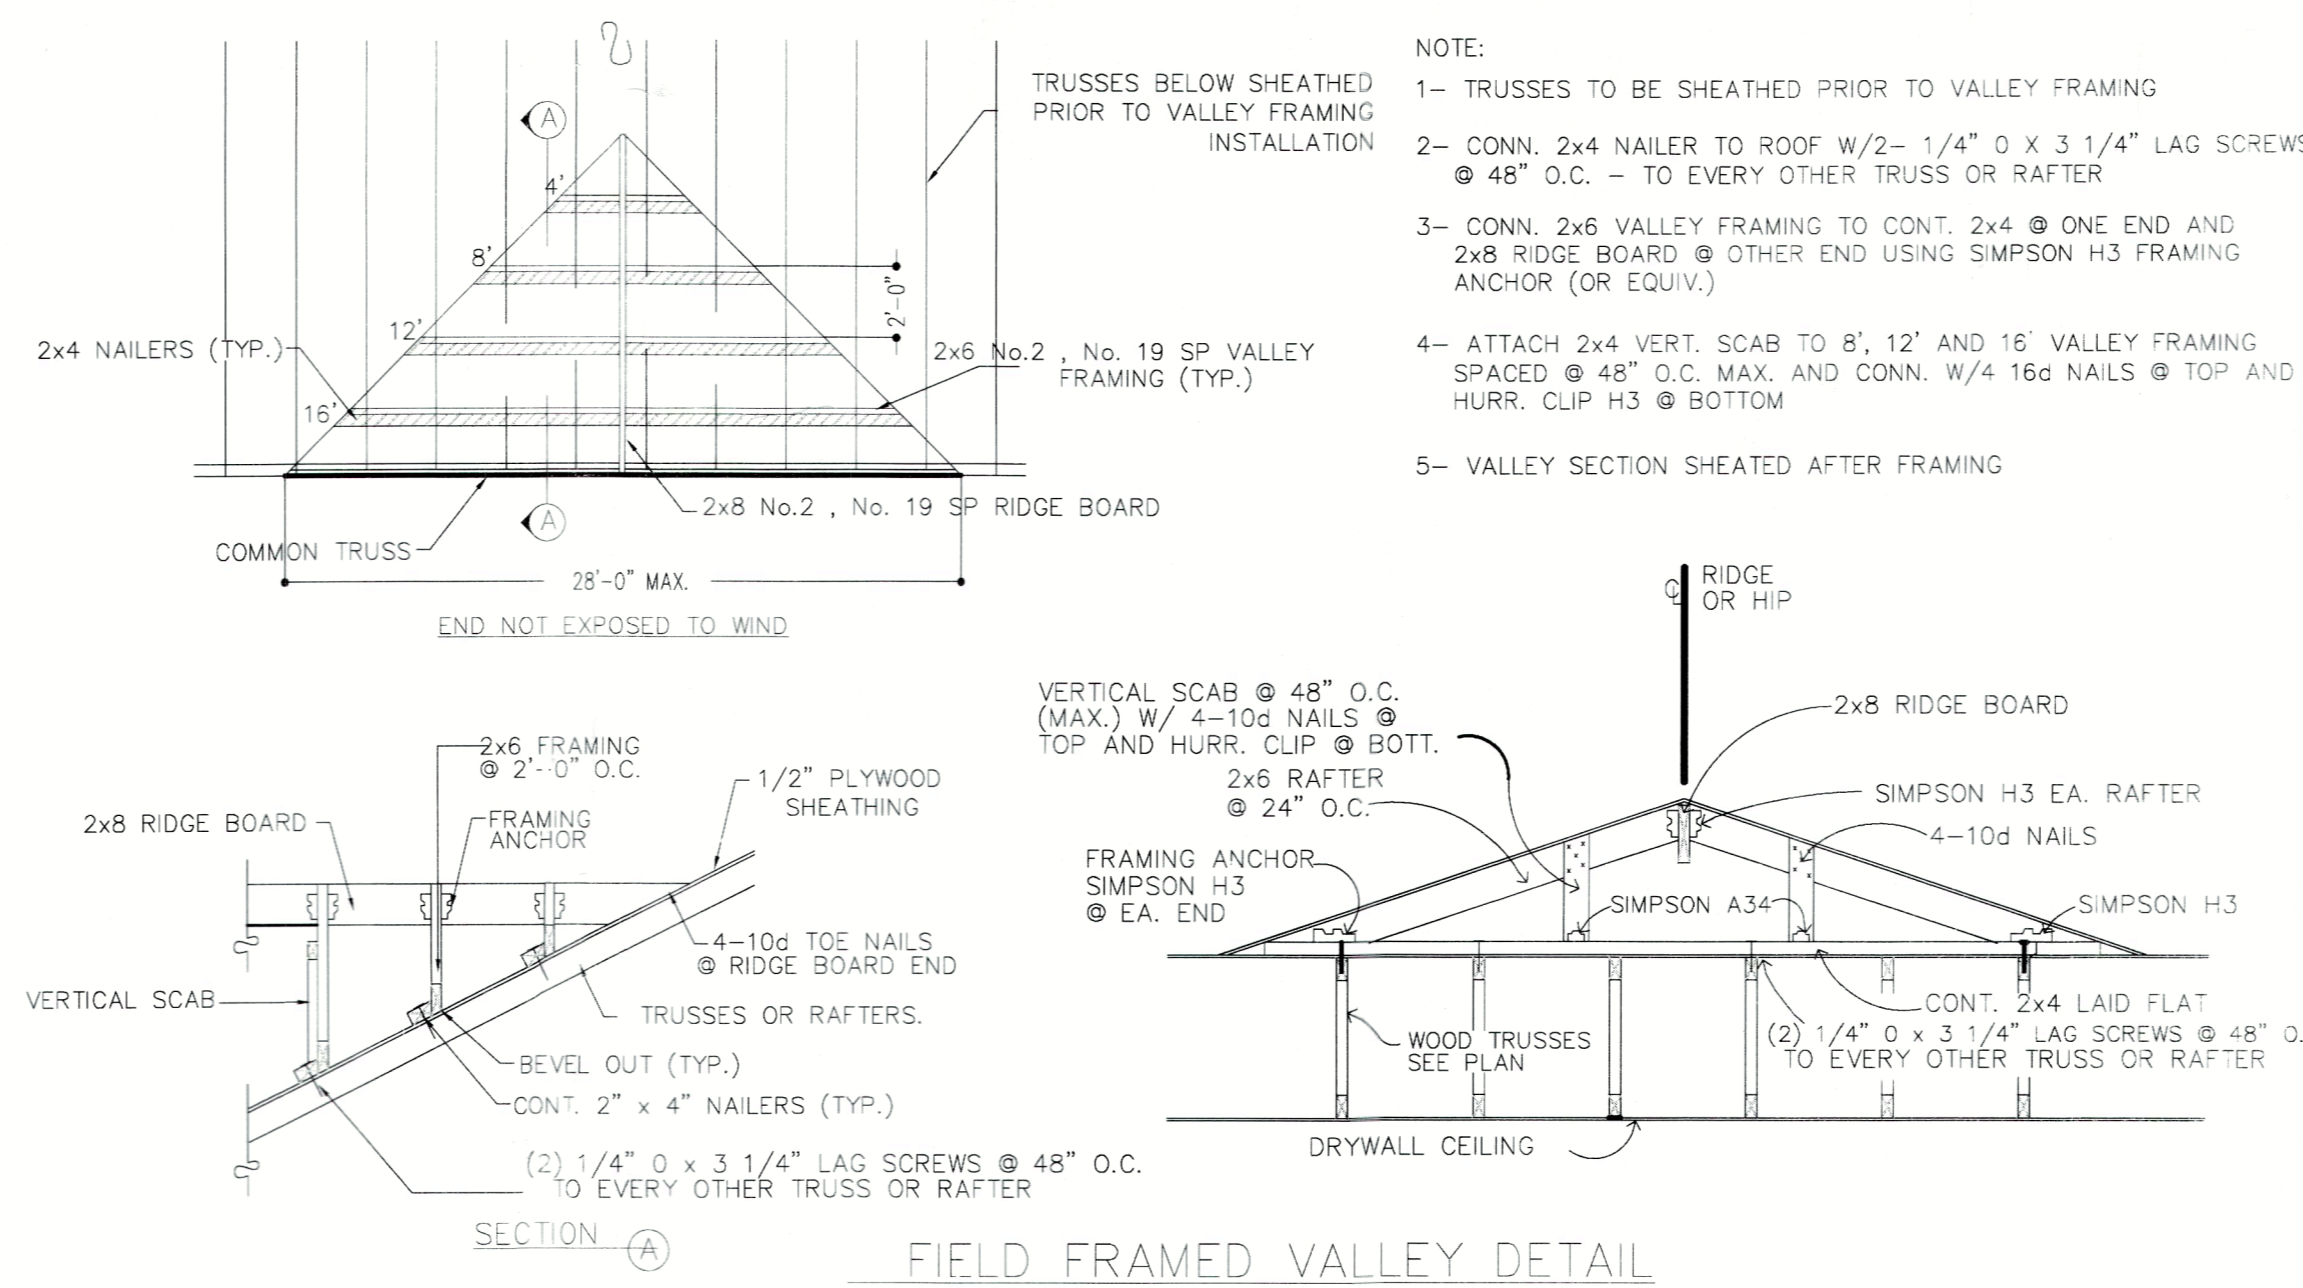 TRUSSES BELOW SHEATHED
PRIOR TO VALLEY FRAMING
INSTALLATION
A
4'
8'
12'
16'
2'-0"
2x4 NAILERS (TYP.)
2x6 No.2 , No. 19 SP VALLEY
FRAMING (TYP.)
2x8 No.2 , No. 19 SP RIDGE BOARD
A
COMMON TRUSS
28'-0" MAX.
END NOT EXPOSED TO WIND
NOTE:
1- TRUSSES TO BE SHEATHED PRIOR TO VALLEY FRAMING
2- CONN. 2x4 NAILER TO ROOF W/2- 1/4" O X 3 1/4" LAG SCREWS
@ 48" O.C. - TO EVERY OTHER TRUSS OR RAFTER
3- CONN. 2x6 VALLEY FRAMING TO CONT. 2x4 @ ONE END AND
2x8 RIDGE BOARD @ OTHER END USING SIMPSON H3 FRAMING
ANCHOR (OR EQUIV.)
4- ATTACH 2x4 VERT. SCAB TO 8', 12' AND 16' VALLEY FRAMING
SPACED @ 48" O.C. MAX. AND CONN. W/4 16d NAILS @ TOP AND
HURR. CLIP H3 @ BOTTOM
5- VALLEY SECTION SHEATED AFTER FRAMING
2x6 FRAMING
@ 2'-0" O.C.
1/2" PLYWOOD
SHEATHING
2x8 RIDGE BOARD
FRAMING
ANCHOR
4-10d TOE NAILS
@ RIDGE BOARD END
VERTICAL SCAB
TRUSSES OR RAFTERS.
BEVEL OUT (TYP.)
CONT. 2" x 4" NAILERS (TYP.)
(2) 1/4" O x 3 1/4" LAG SCREWS @ 48" O.C.
TO EVERY OTHER TRUSS OR RAFTER
SECTION A
RIDGE
OR HIP
VERTICAL SCAB @ 48" O.C.
(MAX.) W/ 4-10d NAILS @
TOP AND HURR. CLIP @ BOTT.
2x8 RIDGE BOARD
2x6 RAFTER
@ 24" O.C.
SIMPSON H3 EA. RAFTER
4-10d NAILS
FRAMING ANCHOR
SIMPSON H3
@ EA. END
SIMPSON A34
SIMPSON H3
CONT. 2x4 LAID FLAT
WOOD TRUSSES
SEE PLAN
(2) 1/4" O x 3 1/4" LAG SCREWS @ 48" O.
TO EVERY OTHER TRUSS OR RAFTER
DRYWALL CEILING
FIELD FRAMED VALLEY DETAIL